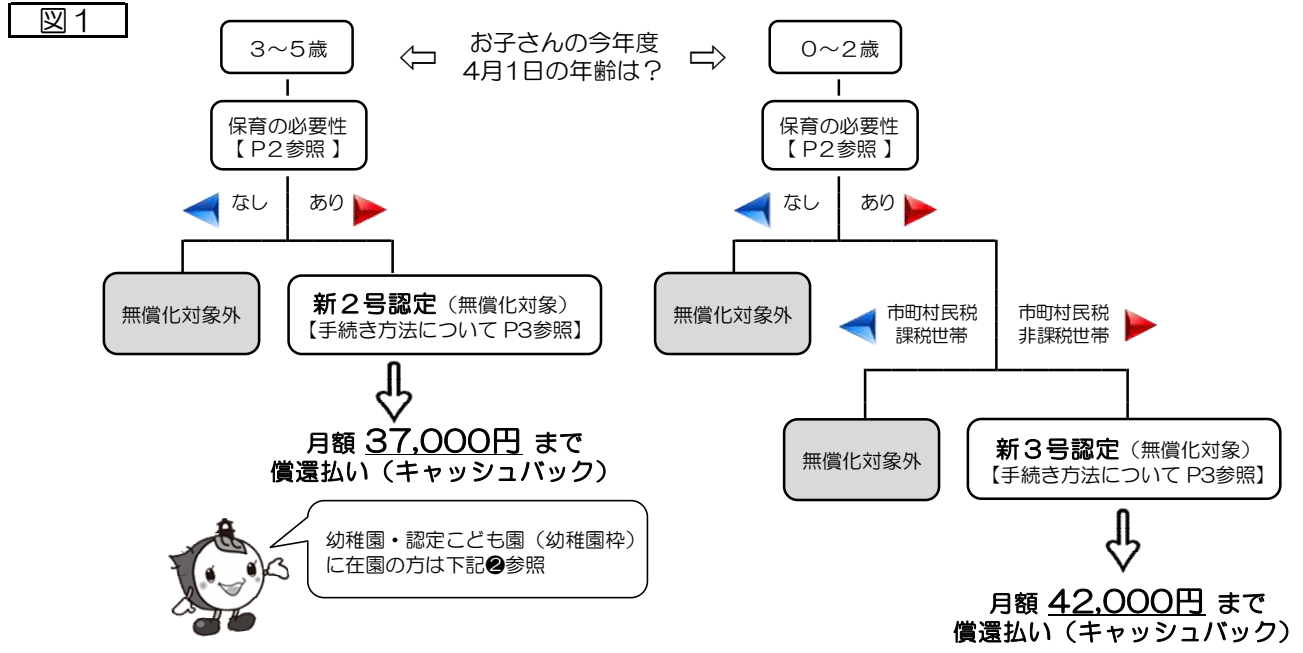 図1
お子さんの今年度
4月1日の年齢は？
3～5歳
保育の必要性
【 P2参照 】
なし
あり
無償化対象外
新２号認定（無償化対象）
【手続き方法について P3参照】
月額 37,000円 まで
償還払い（キャッシュバック）
幼稚園・認定こども園（幼稚園枠）
に在園の方は下記❷参照
0～2歳
保育の必要性
【 P2参照 】
なし
あり
無償化対象外
市町村民税
課税世帯
市町村民税
非課税世帯
無償化対象外
新３号認定（無償化対象）
【手続き方法について P3参照】
月額 42,000円 まで
償還払い（キャッシュバック）